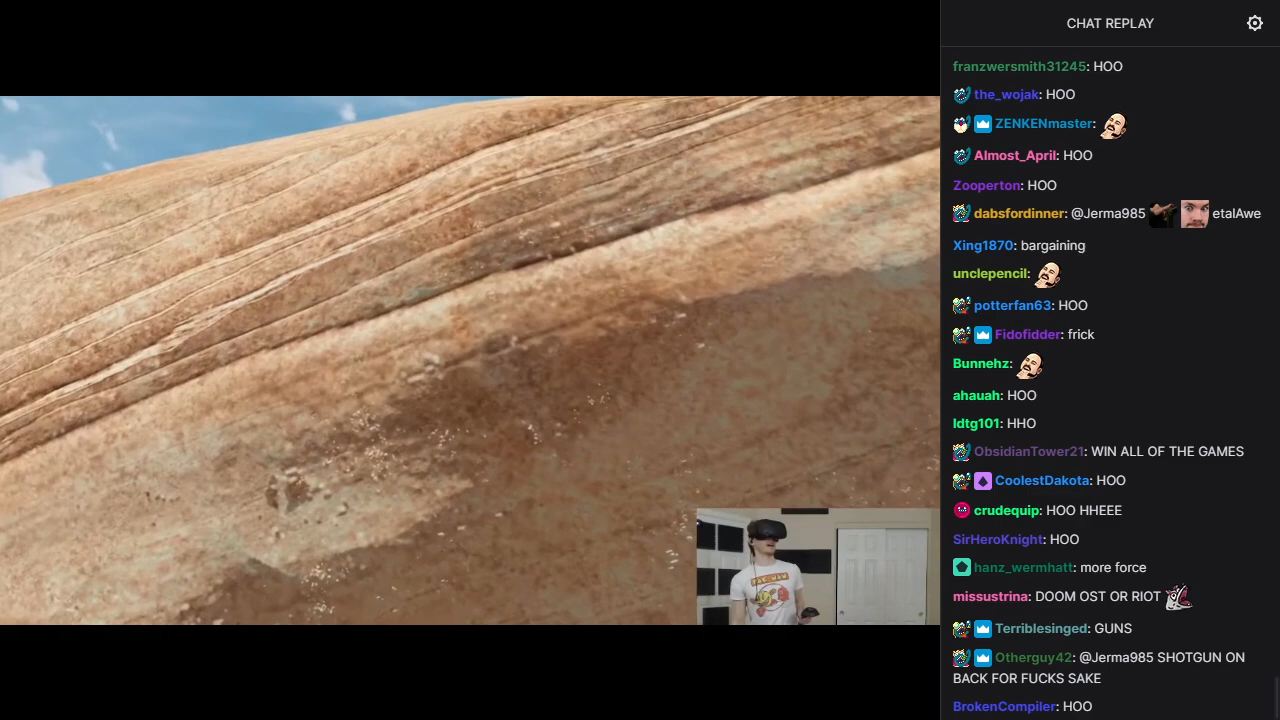 CHAT REPLAY
franzwersmith31245: HOO
the_wojak: HOO
ZENKENmaster:
Almost_April: HOO
Zooperton: HOO
dabsfordinner: @Jerma985 etalAwe
Xing1870: bargaining
unclepencil:
potterfan63: HOO
Fidofidder: frick
Bunnehz:
ahauah: HOO
ldtg101: HHO
ObsidianTower21: WIN ALL OF THE GAMES
CoolestDakota: HOO
crudequip: HOO HHEEE
SirHeroKnight: HOO
hanz_wermhatt: more force
missustrina: DOOM OST OR RIOT
Terriblesinged: GUNS
Otherguy42: @Jerma985 SHOTGUN ON
BACK FOR FUCKS SAKE
BrokenCompiler: HOO